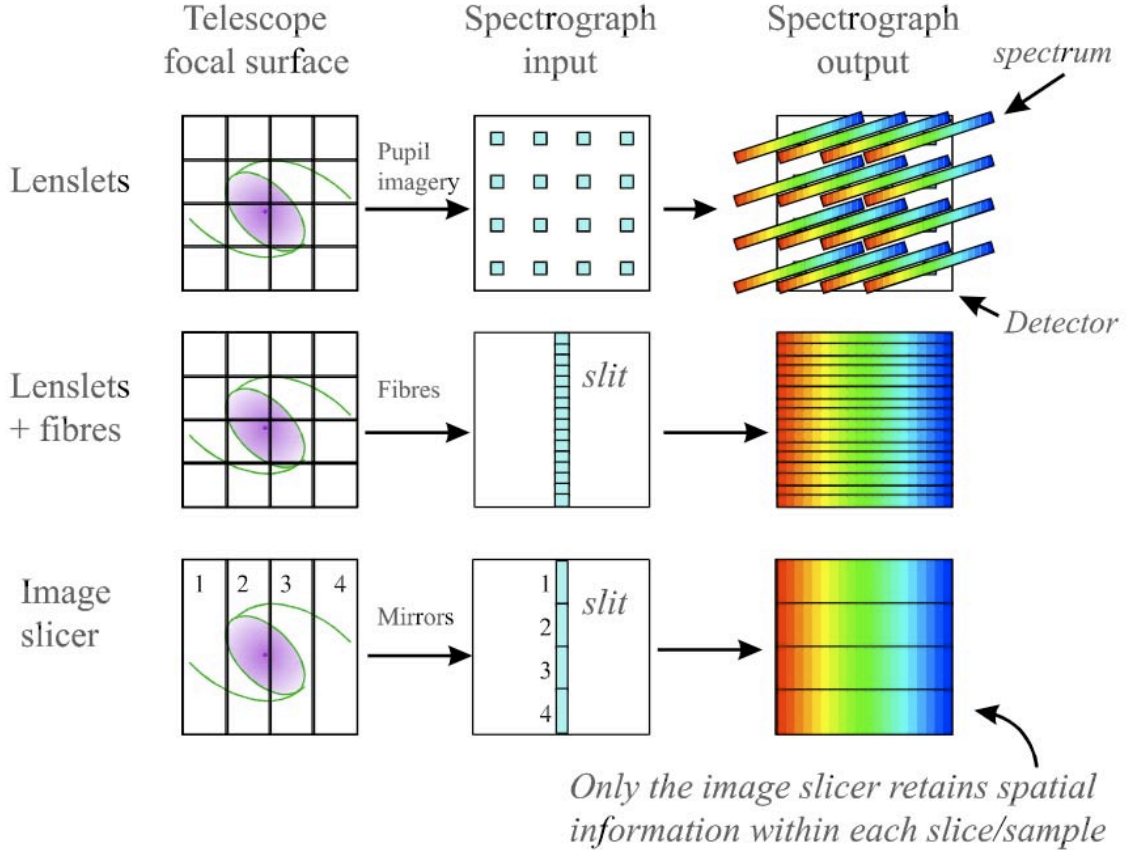 Telescope
focal surface
Spectrograph
input
Spectrograph
output
spectrum
Lenslets
Pupil
imagery
Detector
Lenslets
+ fibres
Fibres
slit
Image
slicer
1 2 3 4
Mirrors
1
2
3
4
slit
Only the image slicer retains spatial
information within each slice/sample